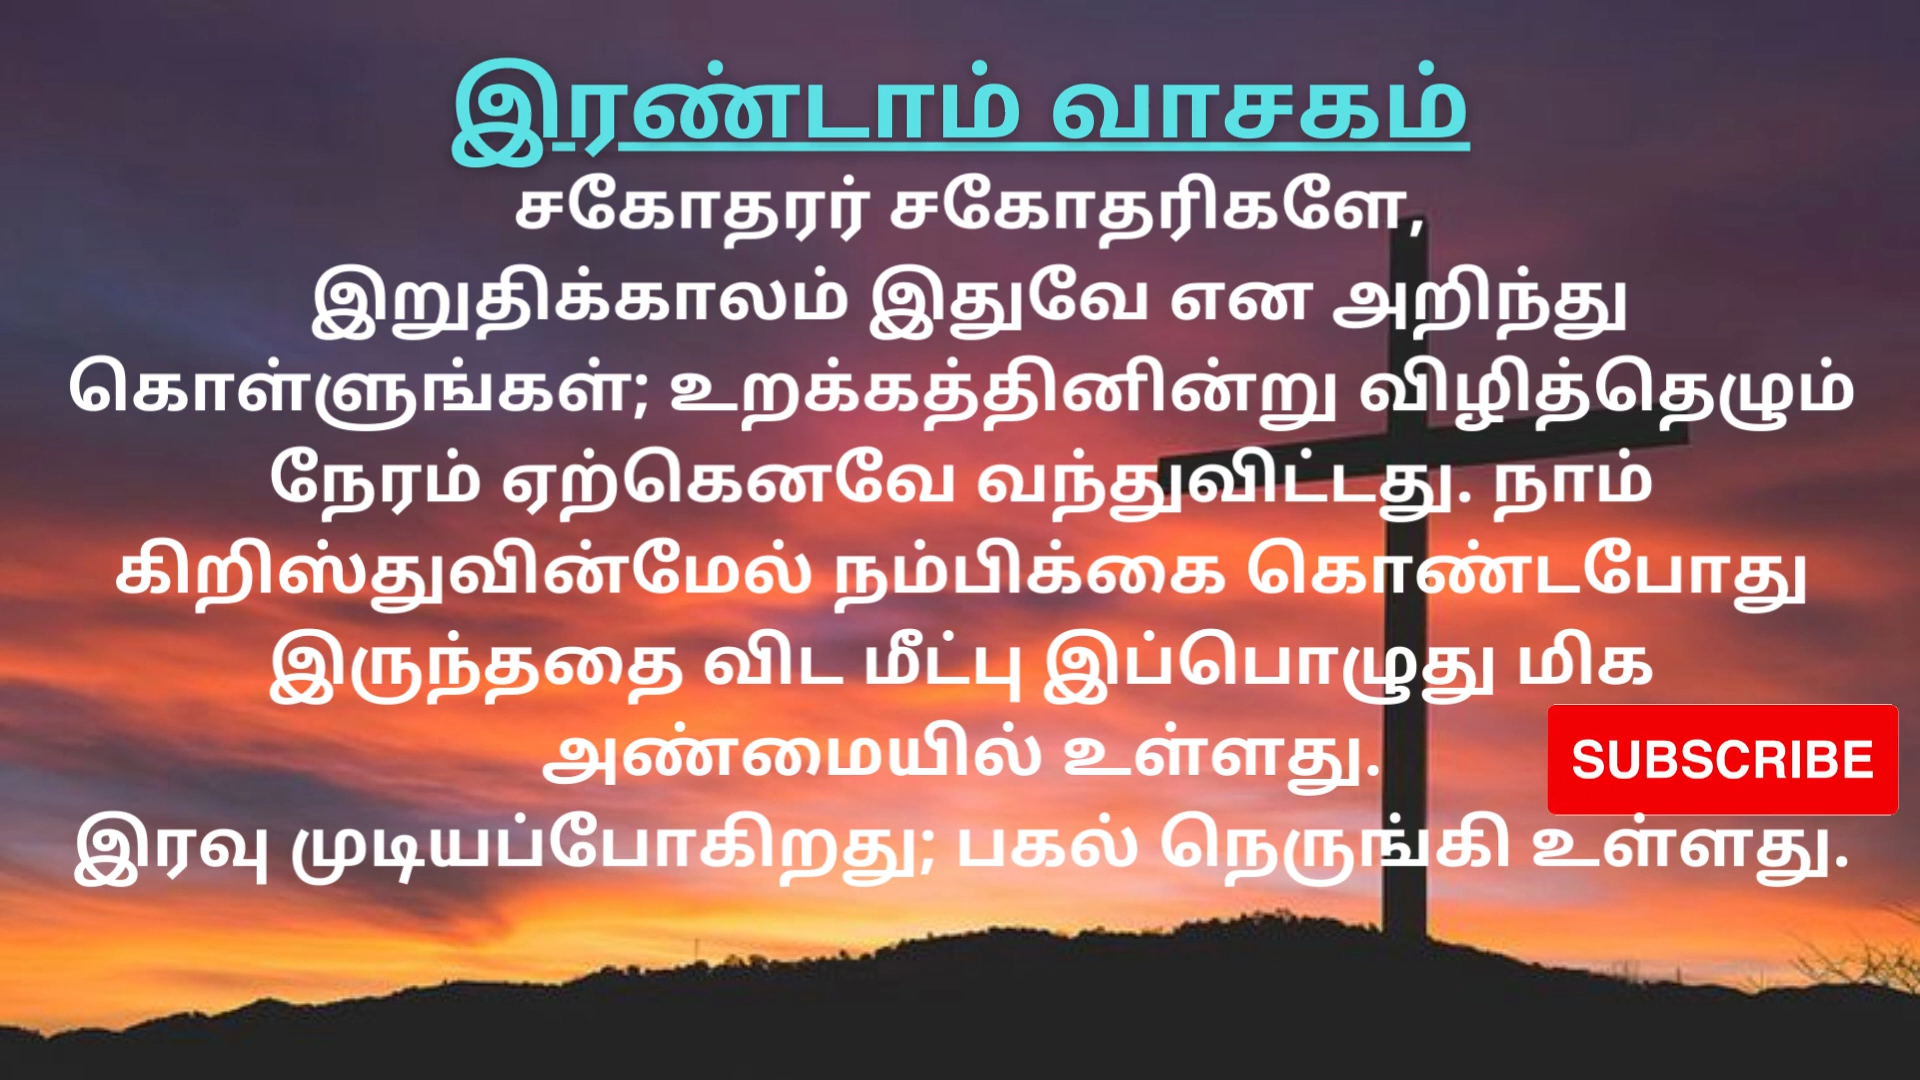 இரண்டாம் வாசகம்
சகோதரர் சகோதரிகளே,
இறுதிக்காலம் இதுவே என அறிந்து
கொள்ளுங்கள்; உறக்கத்தினின்று விழித்தெழும்
நேரம் ஏற்கெனவே வந்துவிட்டது. நாம்
கிறிஸ்துவின்மேல் நம்பிக்கை கொண்டபோது
இருந்ததை விட மீட்பு இப்பொழுது மிக
அண்மையில் உள்ளது.
SUBSCRIBE
இரவு முடியப்போகிறது; பகல் நெருங்கி உள்ளது.